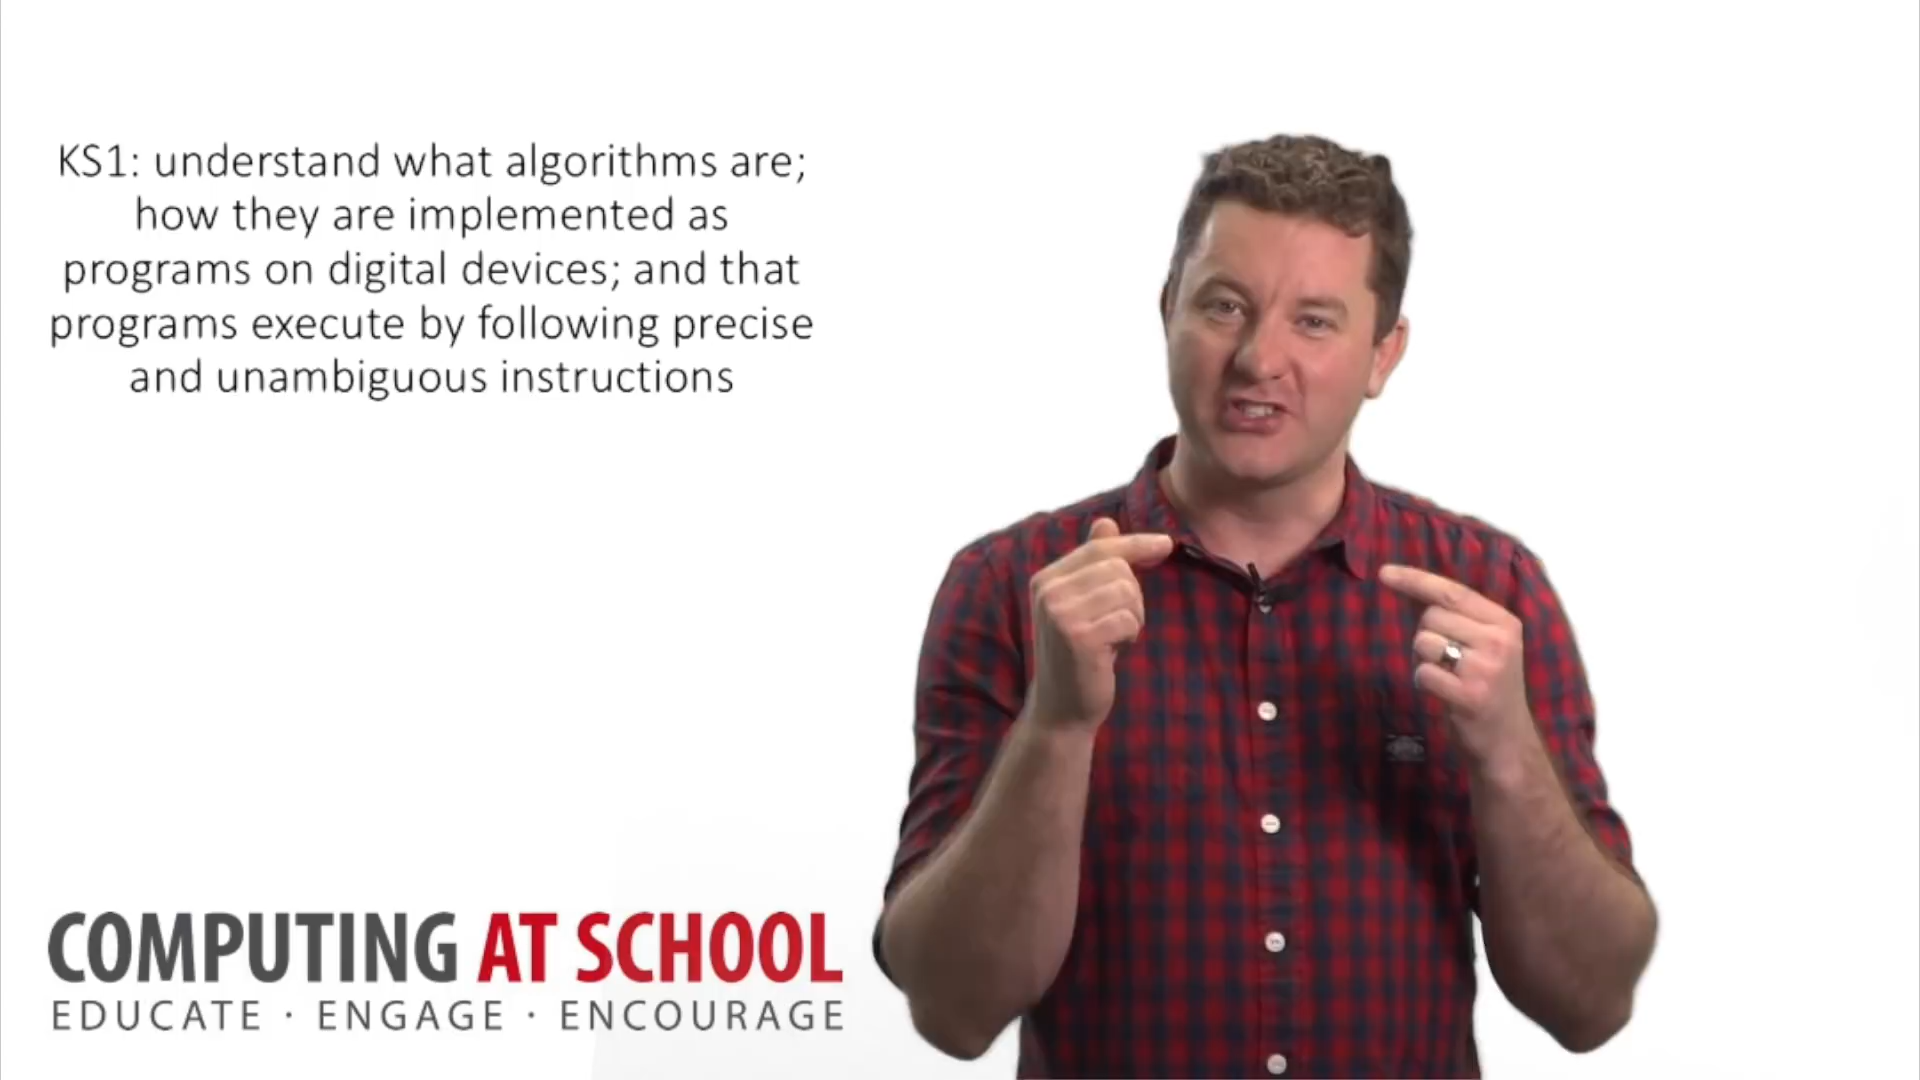 KS1: understand what algorithms are;
how they are implemented as
programs on digital devices; and that
programs execute by following precise
and unambiguous instructions
COMPUTING AT SCHOOL
EDUCATE · ENGAGE · ENCOURAGE